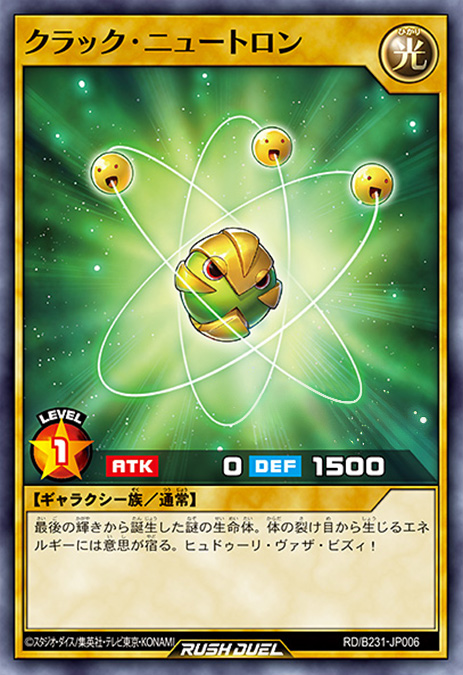 クラック・ニュートロン
ひかり
光
LEVEL
1
ATK 0 DEF 1500
【ギャラクシー族／通常】
最後の輝きから誕生した謎の生命体。体の裂け目から生じるエネ
ルギーには意思が宿る。ヒュドゥーリ・ヴァザ・ビズィ！
©スタジオ・ダイス/集英社・テレビ東京・KONAMI
RUSH DUEL
RD/B231-JP006